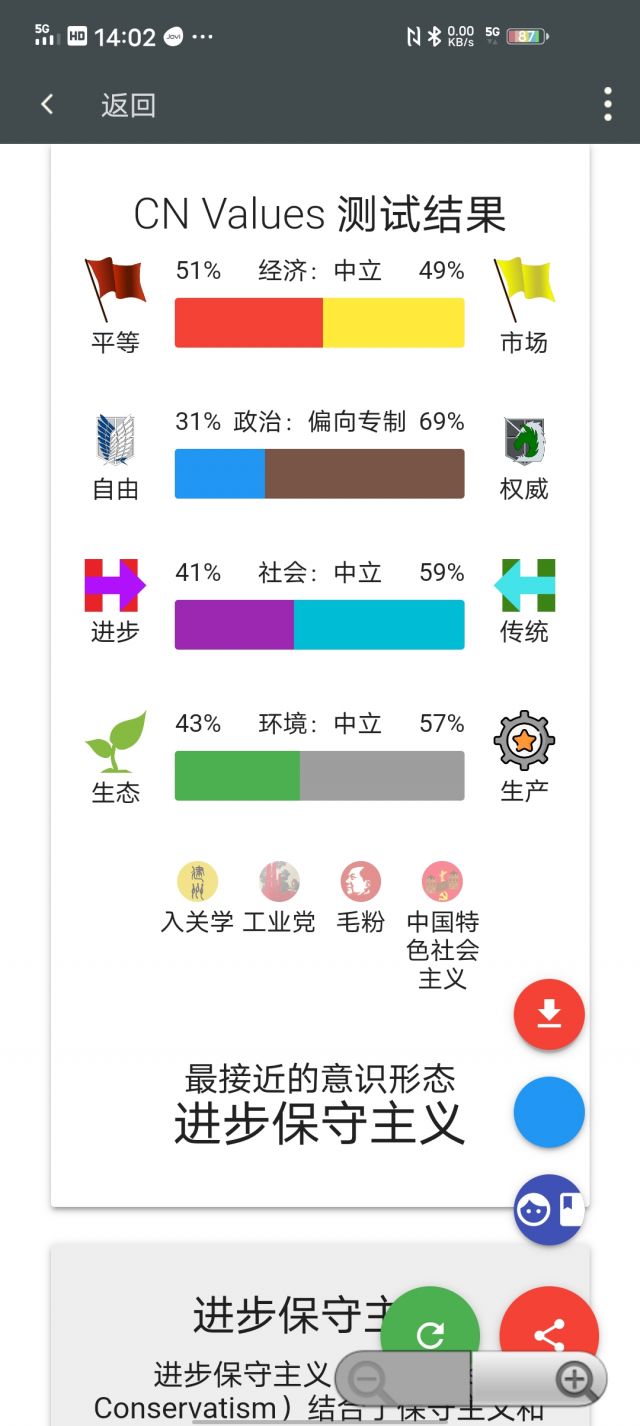 5G HD 14:02 Jovi ··· 0.00 KB/s 5G 87
返回
CN Values 测试结果
51% 经济：中立 49%
平等 市场
31% 政治：偏向专制 69%
自由 权威
41% 社会：中立 59%
进步 传统
43% 环境：中立 57%
生态 生产
入关学 工业党 毛粉 中国特
色社会
主义
最接近的意识形态
进步保守主义
进步保守主
进步保守主义
Conservatism）结合了保守主义和